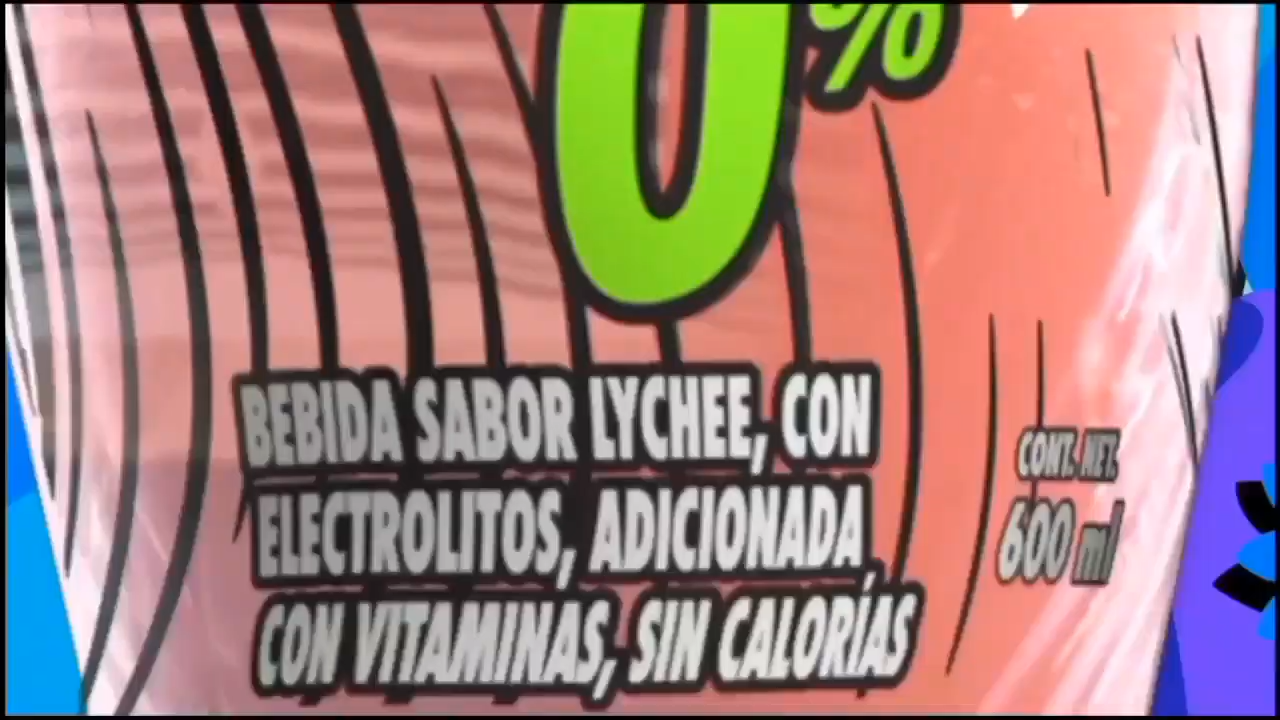 0%
BEBIDA SABOR LYCHEE, CON
ELECTROLITOS, ADICIONADA
CON VITAMINAS, SIN CALORÍAS
CONT. NET.
600 ml